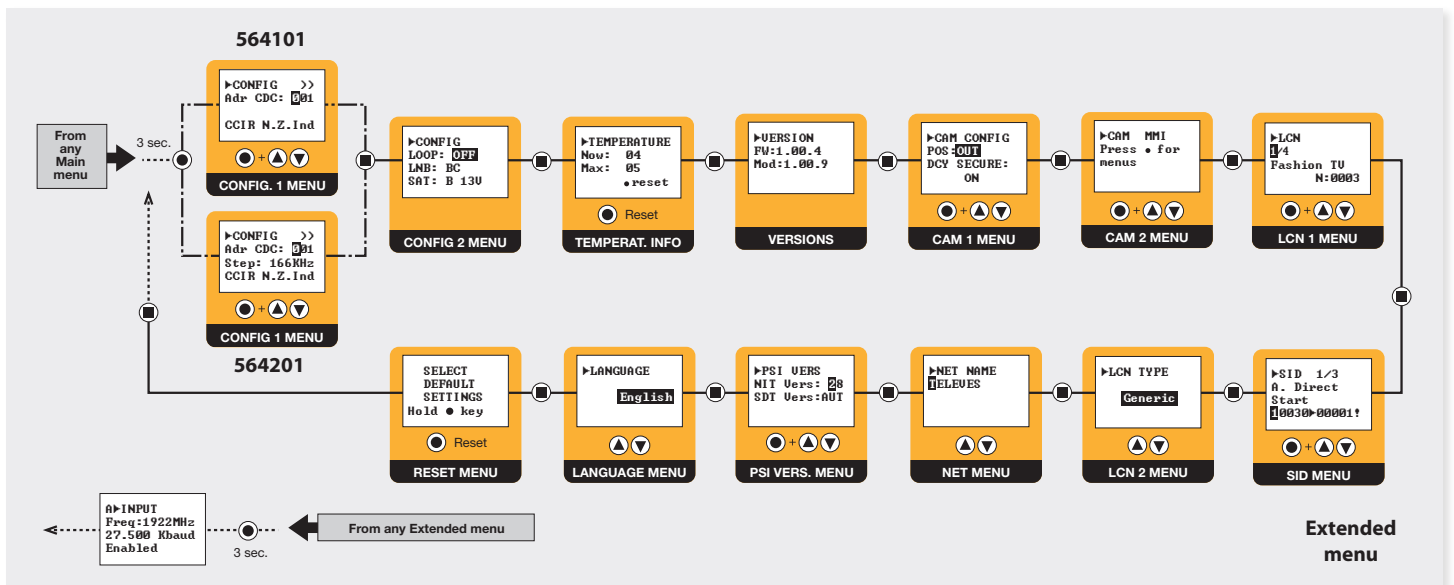 564101
►CONFIG >>
Adr CDC: 001
CCIR N.Z.Ind
+
CONFIG. 1 MENU
From any Main menu
3 sec.
►CONFIG >>
Adr CDC: 001
Step: 166KHz
CCIR N.Z.Ind
+
CONFIG 1 MENU
564201
►CONFIG
LOOP: OFF
LNB: BC
SAT: B 13V
CONFIG 2 MENU
►TEMPERATURE
Now: 04
Max: 05
●reset
Reset
TEMPERAT. INFO
►VERSION
FW:1.00.4
Mod:1.00.9
VERSIONS
►CAM CONFIG
POS:OUT
DCY SECURE:
ON
+
CAM 1 MENU
►CAM MMI
Press ● for
menus
+
CAM 2 MENU
►LCN
1/4
Fashion TV
N:0003
+
LCN 1 MENU
SELECT
DEFAULT
SETTINGS
Hold ● key
Reset
RESET MENU
►LANGUAGE
English
LANGUAGE MENU
►PSI VERS
NIT Vers: 28
SDT Vers:AUT
+
PSI VERS. MENU
►NET NAME
TELEVES
NET MENU
►LCN TYPE
Generic
LCN 2 MENU
►SID 1/3
A. Direct
Start
10030►00001!
+
SID MENU
A►INPUT
Freq:1922MHz
27.500 Kbaud
Enabled
3 sec.
From any Extended menu
Extended
menu